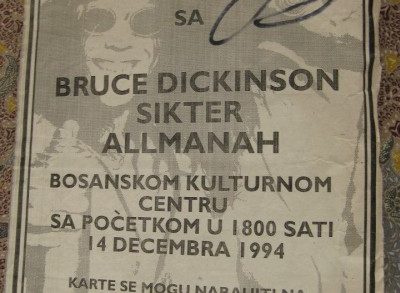 SA
BRUCE DICKINSON
SIKTER
ALLMANAH
BOSANSKOM KULTURNOM
CENTRU
SA POČETKOM U 1800 SATI
14 DECEMBRA 1994
KARTE SE MOGU NABAVITI NA